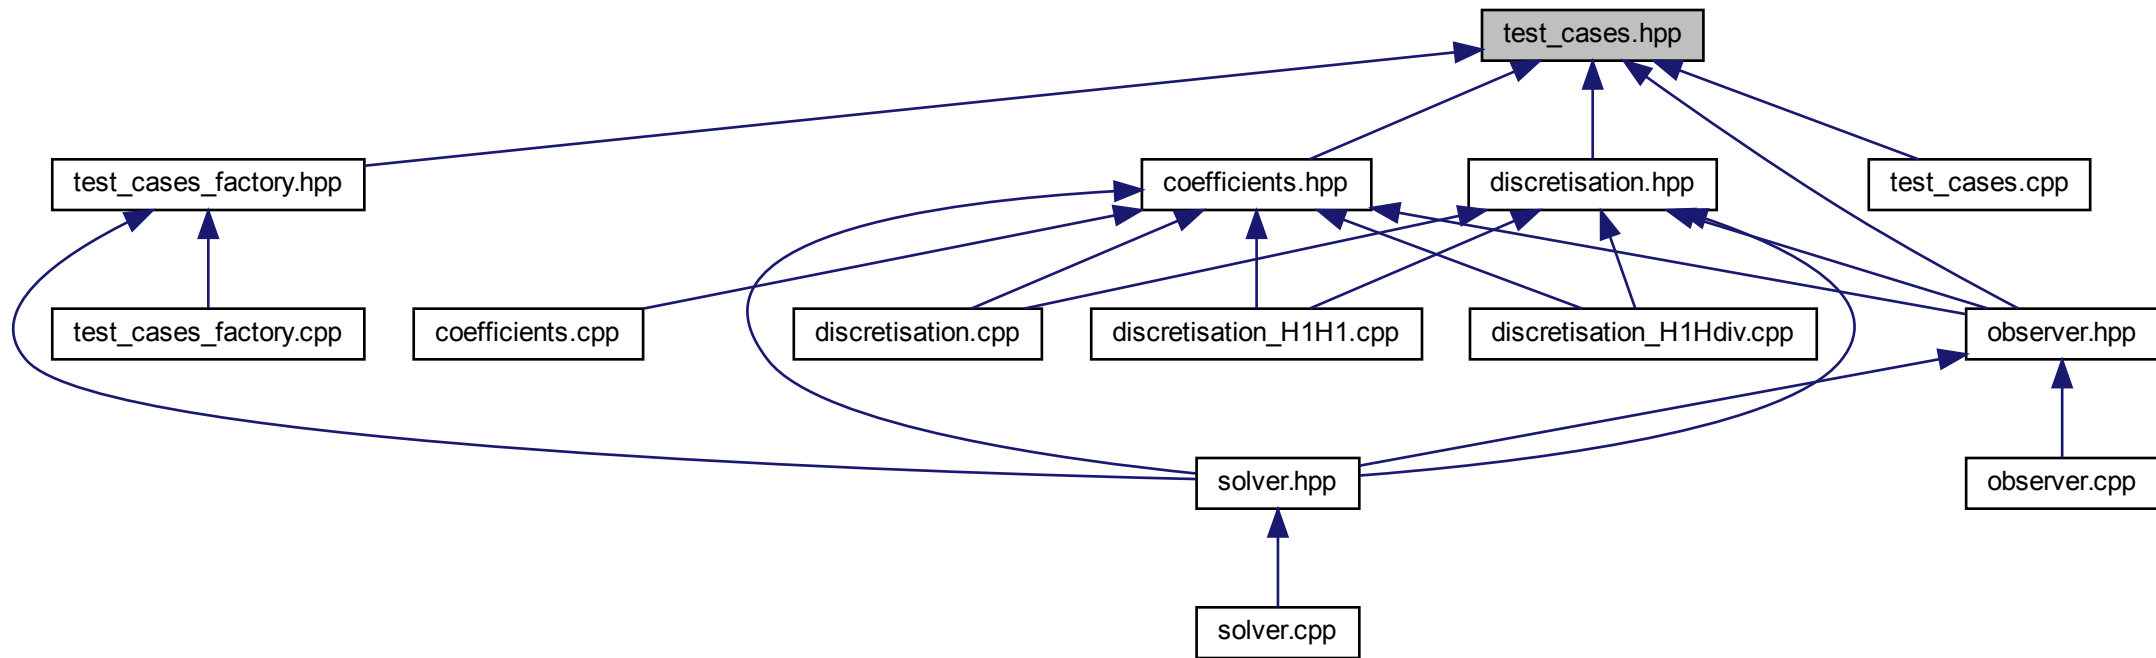 test_cases.hpp
test_cases_factory.hpp
coefficients.hpp
discretisation.hpp
test_cases.cpp
test_cases_factory.cpp
coefficients.cpp
discretisation.cpp
discretisation_H1H1.cpp
discretisation_H1Hdiv.cpp
observer.hpp
solver.hpp
observer.cpp
solver.cpp